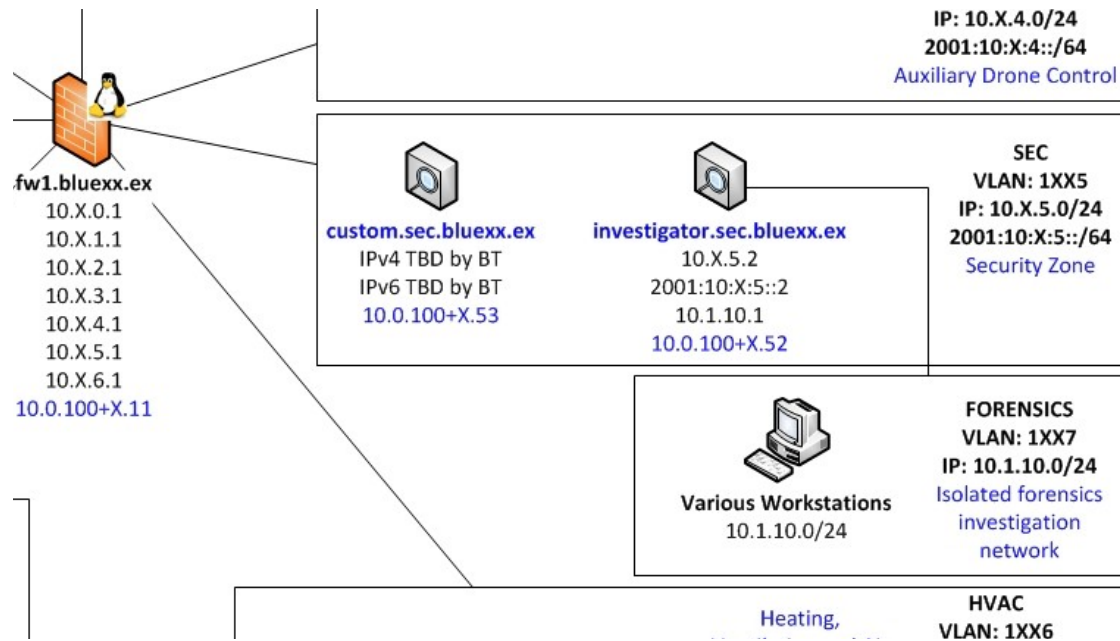 IP: 10.X.4.0/24
2001:10:X:4::/64
Auxiliary Drone Control
fw1.bluexx.ex
10.X.0.1
10.X.1.1
10.X.2.1
10.X.3.1
10.X.4.1
10.X.5.1
10.X.6.1
10.0.100+X.11
custom.sec.bluexx.ex
IPv4 TBD by BT
IPv6 TBD by BT
10.0.100+X.53
investigator.sec.bluexx.ex
10.X.5.2
2001:10:X:5::2
10.1.10.1
10.0.100+X.52
SEC
VLAN: 1XX5
IP: 10.X.5.0/24
2001:10:X:5::/64
Security Zone
Various Workstations
10.1.10.0/24
FORENSICS
VLAN: 1XX7
IP: 10.1.10.0/24
Isolated forensics
investigation
network
Heating,
HVAC
VLAN: 1XX6